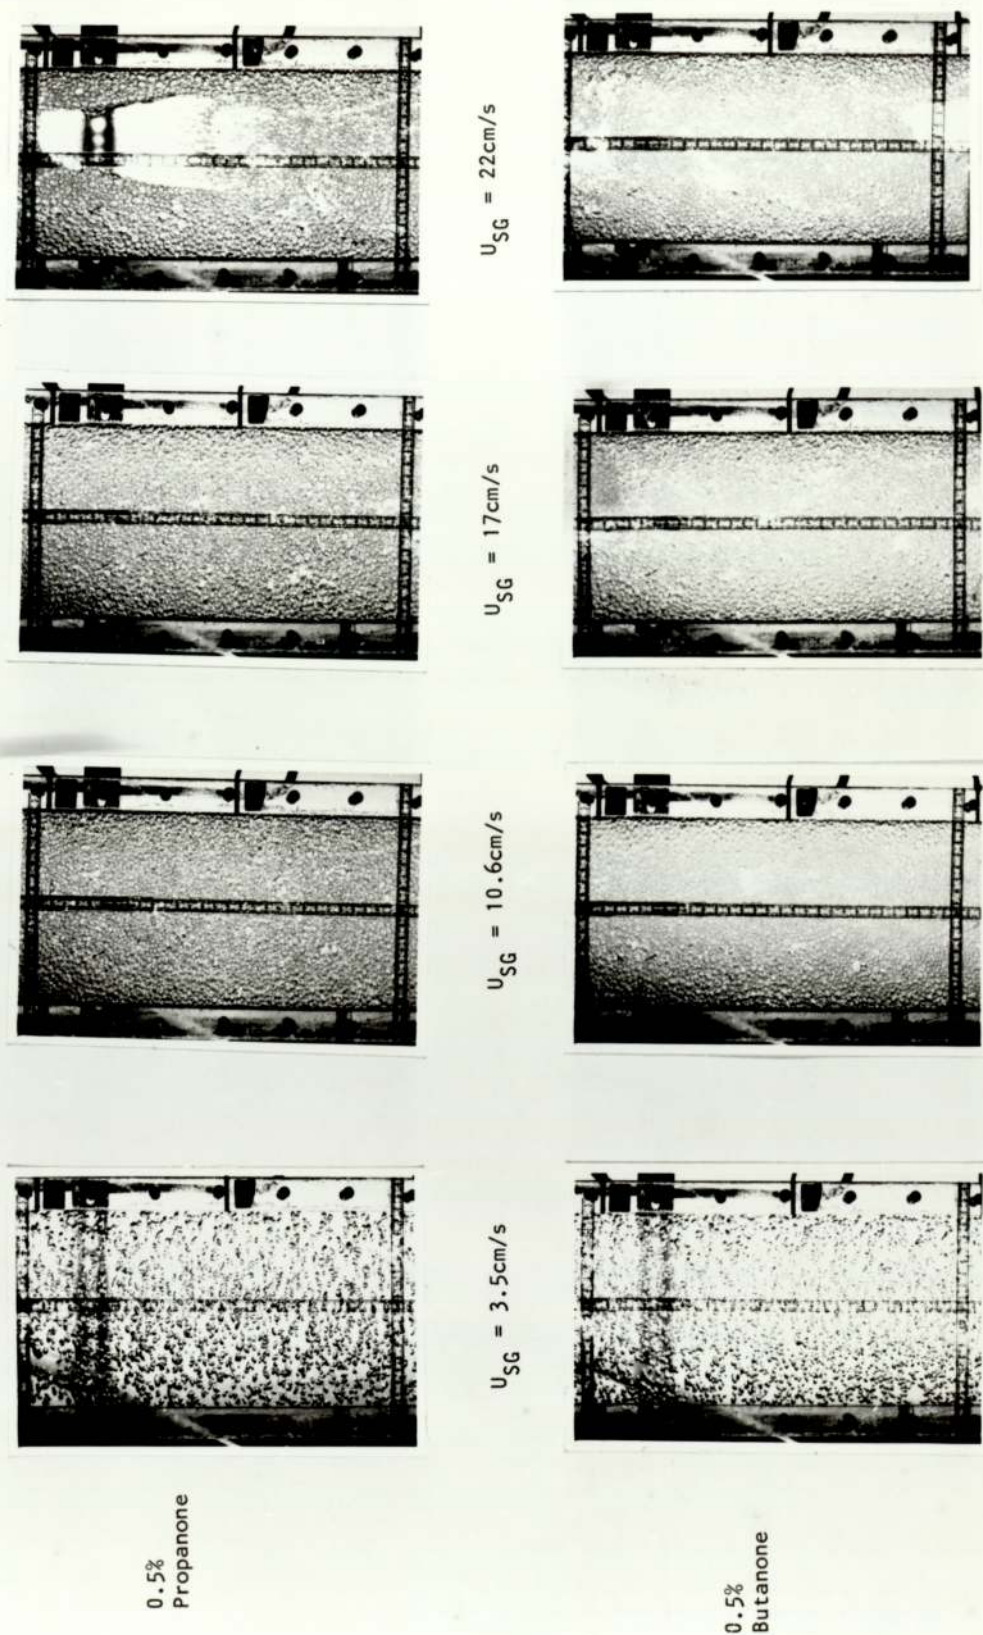 U_SG = 22cm/s
U_SG = 17cm/s
U_SG = 10.6cm/s
U_SG = 3.5cm/s
0.5%
Propanone
0.5%
Butanone